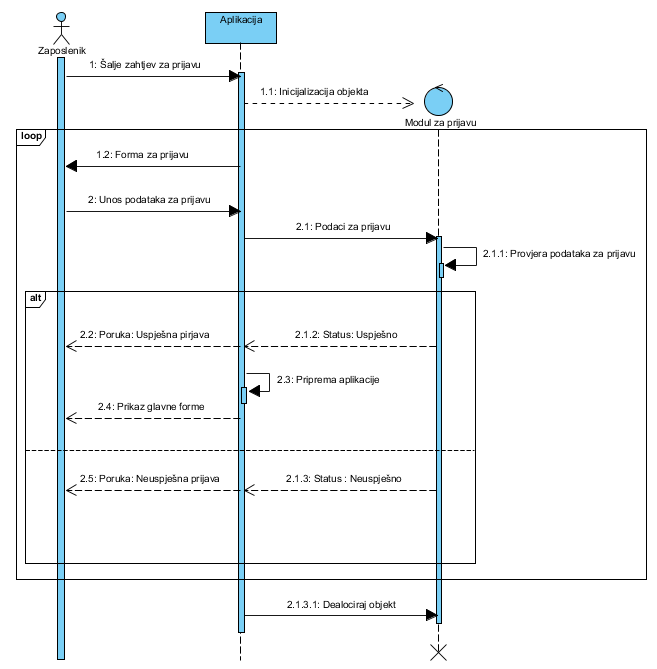 Aplikacija
Zaposlenik
1: Šalje zahtjev za prijavu
1.1: Inicijalizacija objekta
Modul za prijavu
loop
1.2: Forma za prijavu
2: Unos podataka za prijavu
2.1: Podaci za prijavu
2.1.1: Provjera podataka za prijavu
alt
2.2: Poruka: Uspješna pirjava
2.1.2: Status: Uspješno
2.3: Priprema aplikacije
2.4: Prikaz glavne forme
2.5: Poruka: Neuspješna prijava
2.1.3: Status : Neuspješno
2.1.3.1: Dealociraj objekt